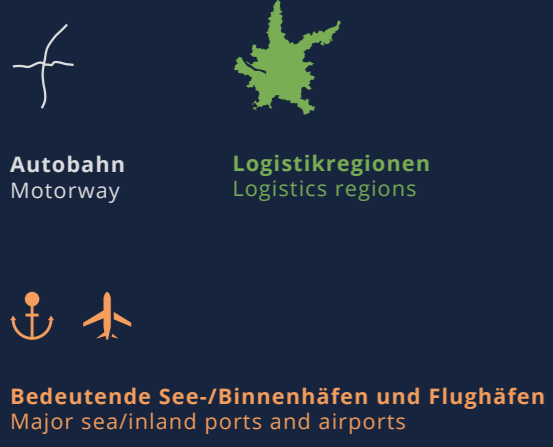 Autobahn
Motorway
Logistikregionen
Logistics regions
Bedeutende See-/Binnenhäfen und Flughäfen
Major sea/inland ports and airports